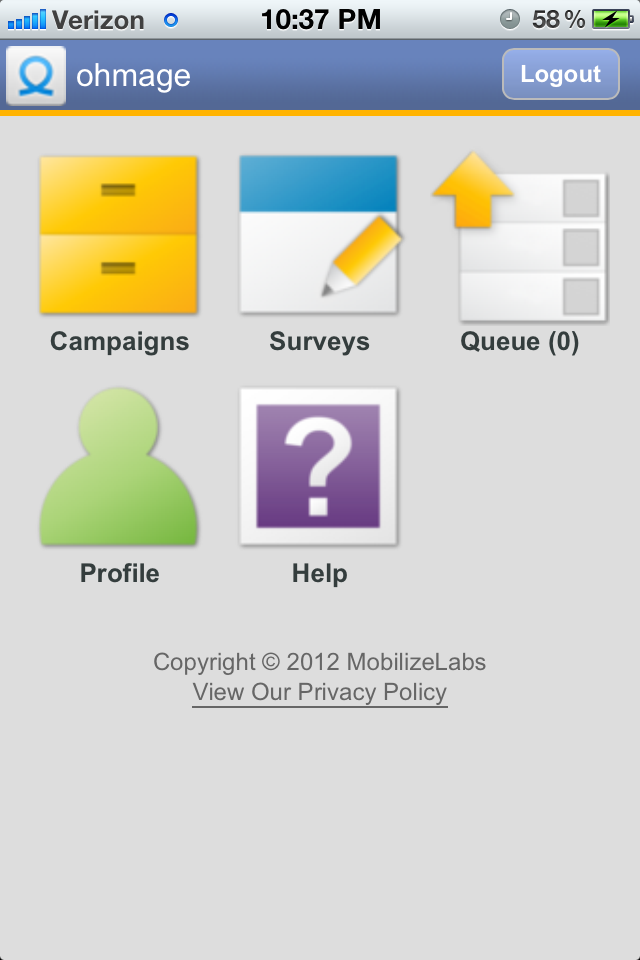 Verizon 10:37 PM 58 %
ohmage Logout
Campaigns Surveys Queue (0)
?
Profile Help
Copyright © 2012 MobilizeLabs
View Our Privacy Policy